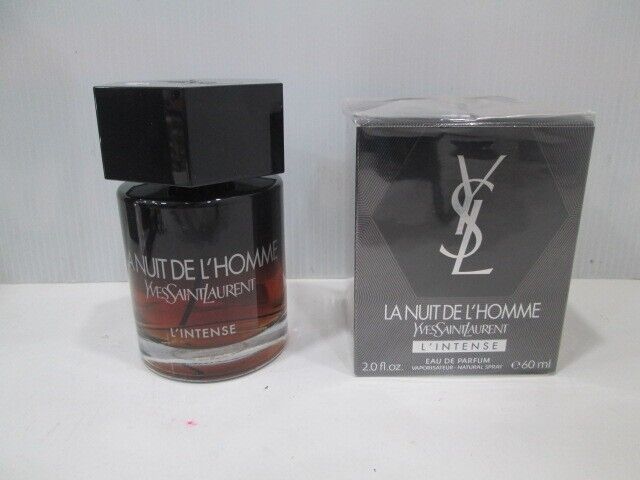 LA NUIT DE L'HOMME
YVESSAINTLAURENT
L'INTENSE
YSL
LA NUIT DE L'HOMME
YVESSAINTLAURENT
L'INTENSE
EAU DE PARFUM
VAPORISATEUR - NATURAL SPRAY
2.0 fl.oz. ℮60 ml